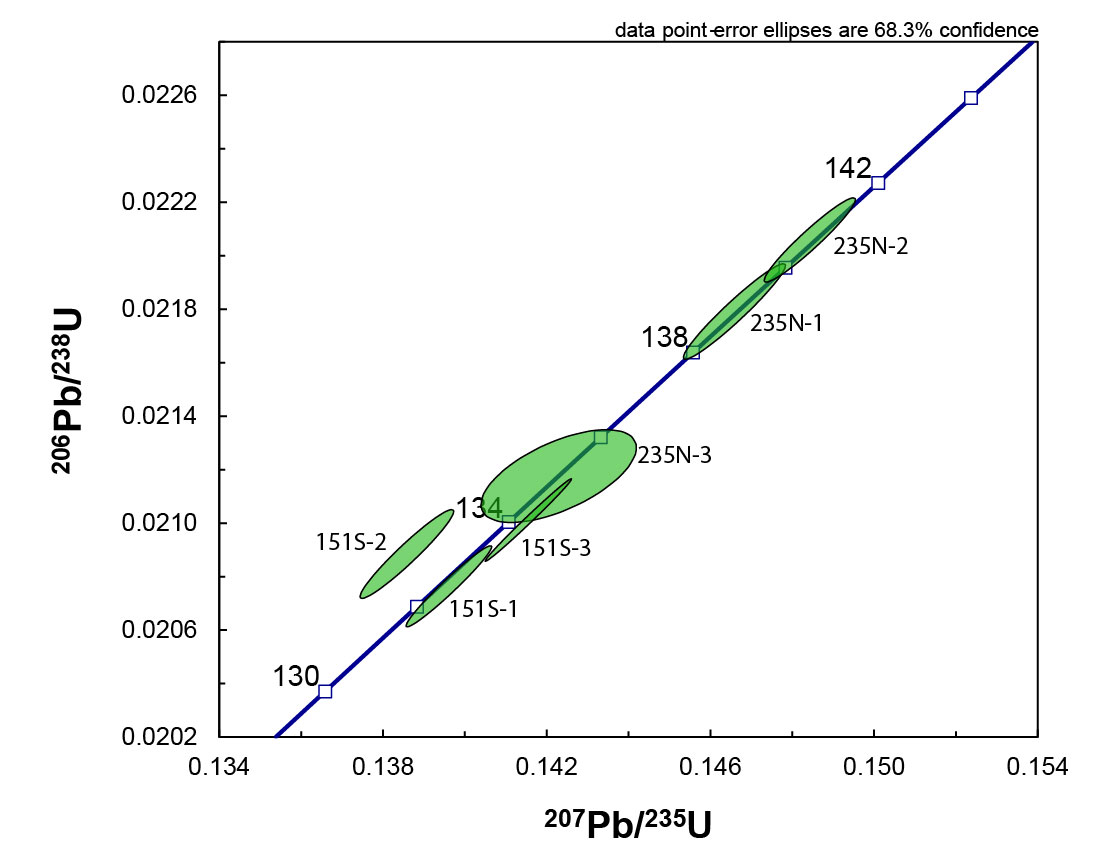 data point-error ellipses are 68.3% confidence
0.0226
142
0.0222
235N-2
0.0218
235N-1
138
0.0214
235N-3
134
0.0210
151S-2
151S-3
151S-1
0.0206
130
0.0202
0.134 0.138 0.142 0.146 0.150 0.154
206Pb/238U
207Pb/235U